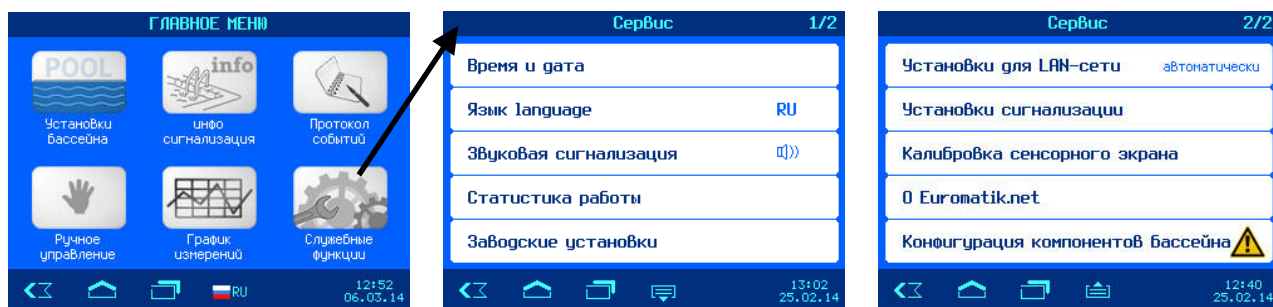 ГЛАВНОЕ МЕНЮ
POOL
info
Установки
бассейна
инфо
сигнализация
Протокол
событий
Ручное
управление
График
измерений
Служебные
функции
RU
12:52
06.03.14
Сервис 1/2
Время и дата
Язык language RU
Звуковая сигнализация
Статистика работы
Заводские установки
13:02
25.02.14
Сервис 2/2
Установки для LAN-сети автоматически
Установки сигнализации
Калибровка сенсорного экрана
О Euromatik.net
Конфигурация компонентов бассейна
12:40
25.02.14